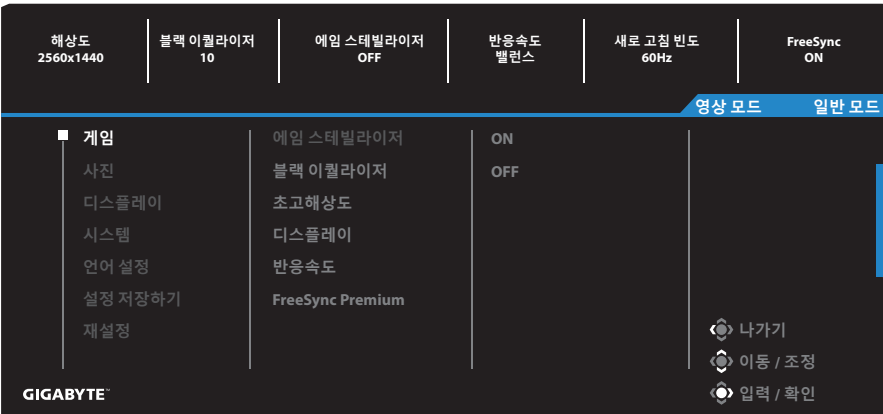 해상도 블랙 이퀄라이저 에임 스테빌라이저 반응속도 새로 고침 빈도 FreeSync
2560x1440 10 OFF 밸런스 60Hz ON
영상 모드 일반 모드
게임 에임 스테빌라이저 ON
사진 블랙 이퀄라이저 OFF
디스플레이 초고해상도
시스템 디스플레이
언어 설정 반응속도
설정 저장하기 FreeSync Premium
재설정
나가기
이동 / 조정
입력 / 확인
GIGABYTE™